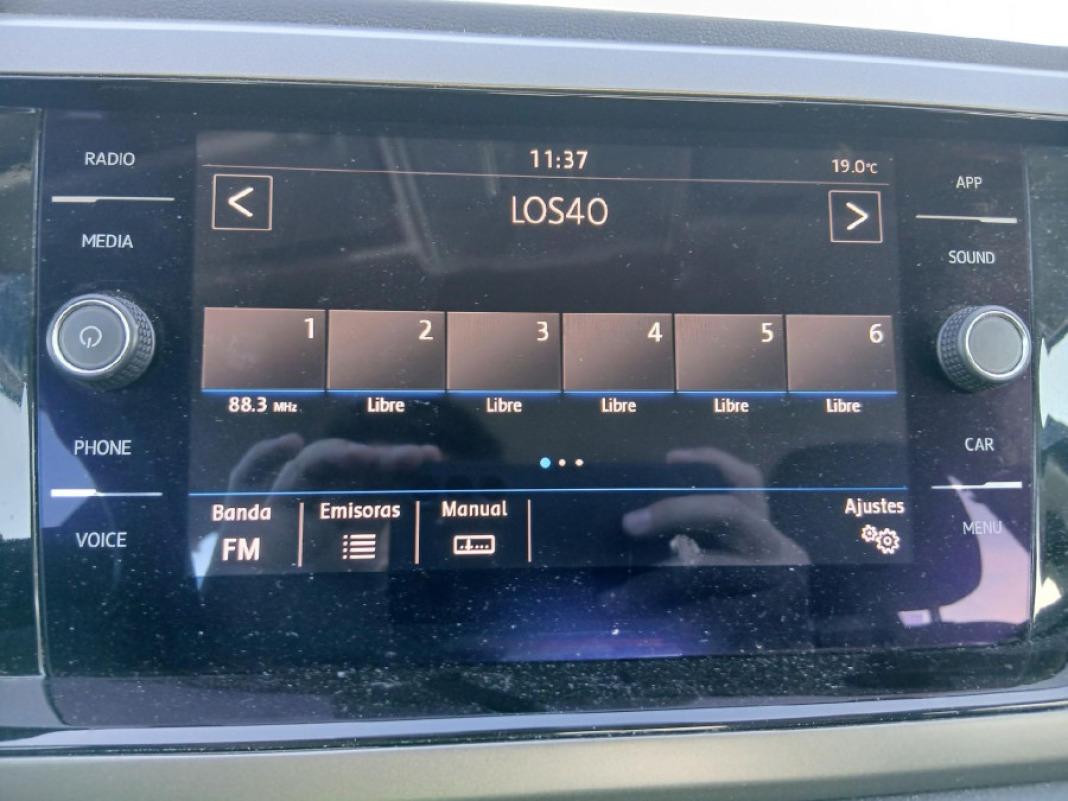 RADIO
MEDIA
PHONE
VOICE
11:37
19.0°C
<
LOS40
>
1 2 3 4 5 6
88.3 MHz Libre Libre Libre Libre Libre
Banda Emisoras Manual Ajustes
FM
APP
SOUND
CAR
MENU